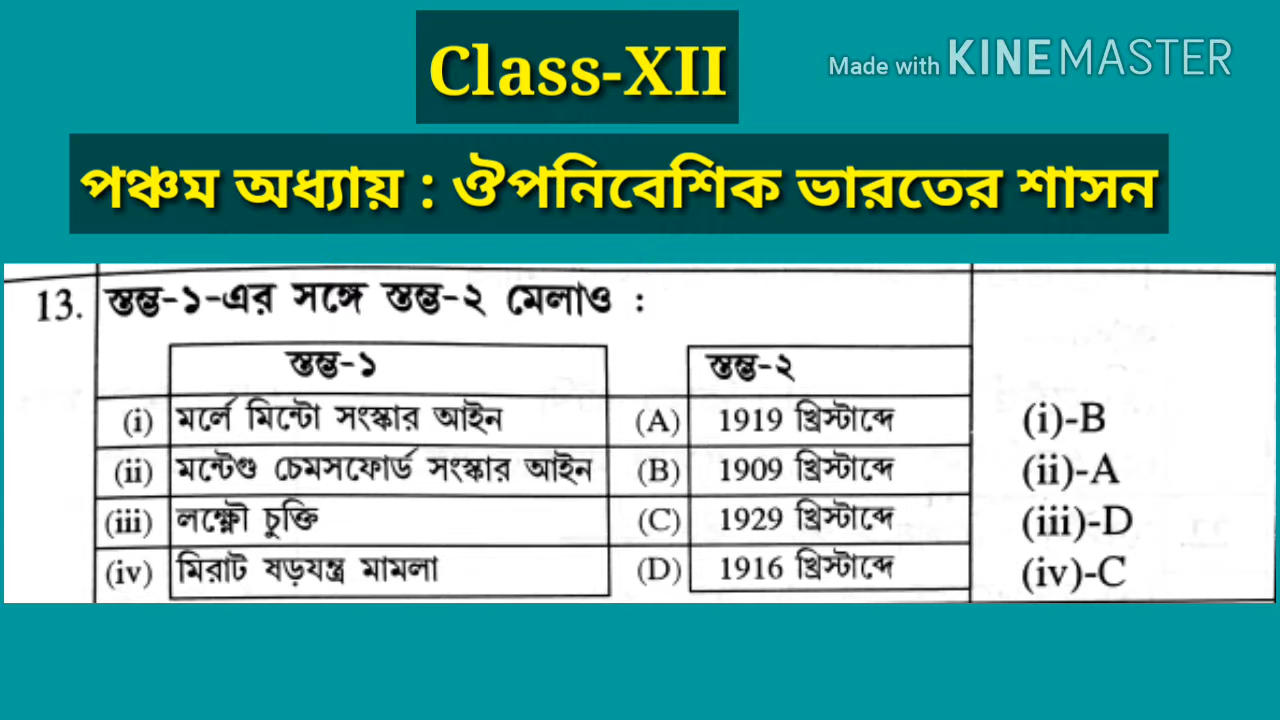 Class-XII
Made with KINEMASTER
পঞ্চম অধ্যায় : ঔপনিবেশিক ভারতের শাসন
13. স্তম্ভ-১-এর সঙ্গে স্তম্ভ-২ মেলাও :
স্তম্ভ-১ স্তম্ভ-২
(i) মর্লে মিন্টো সংস্কার আইন (A) 1919 খ্রিস্টাব্দে (i)-B
(ii) মন্টেগু চেমসফোর্ড সংস্কার আইন (B) 1909 খ্রিস্টাব্দে (ii)-A
(iii) লক্ষ্ণৌ চুক্তি (C) 1929 খ্রিস্টাব্দে (iii)-D
(iv) মিরাট ষড়যন্ত্র মামলা (D) 1916 খ্রিস্টাব্দে (iv)-C